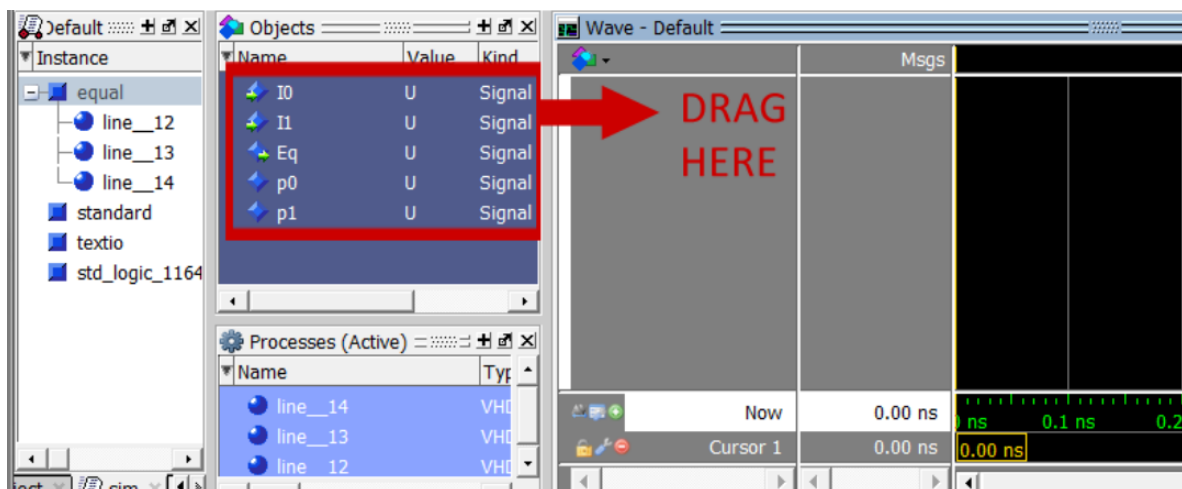 Default
Instance
equal
line__12
line__13
line__14
standard
textio
std_logic_1164
sim
Objects
Name Value Kind
I0 U Signal
I1 U Signal
Eq U Signal
p0 U Signal
p1 U Signal
Processes (Active)
Name
line__14
line__13
line__12
Wave - Default
Msgs
DRAG
HERE
Now 0.00 ns
ns 0.1 ns 0.2
Cursor 1 0.00 ns 0.00 ns